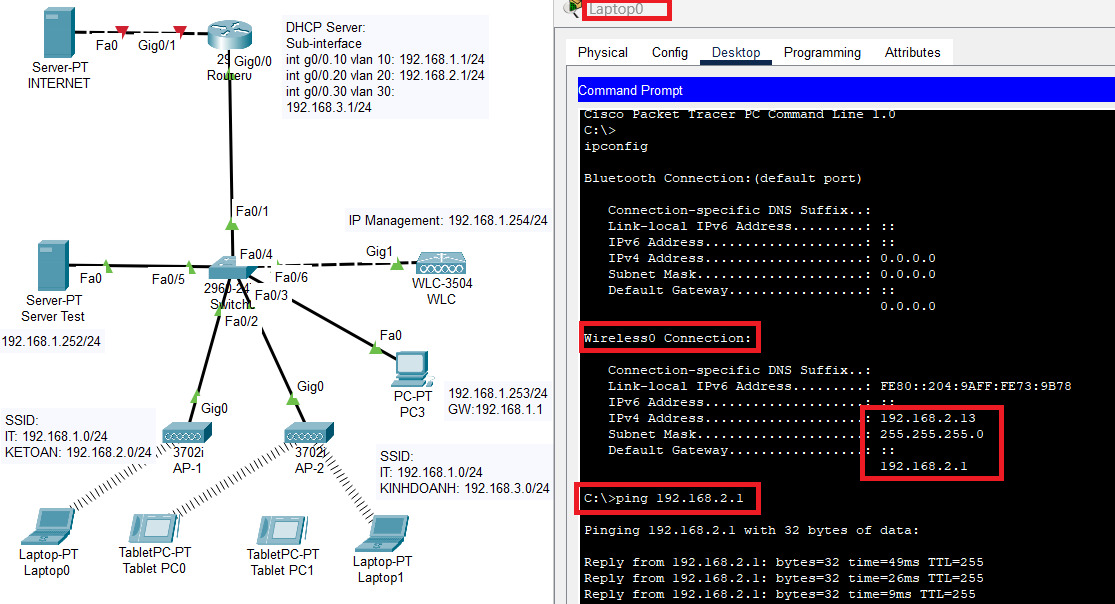 Server-PT
INTERNET
Fa0
Gig0/1
Gig0/0
DHCP Server:
Sub-interface
int g0/0.10 vlan 10: 192.168.1.1/24
int g0/0.20 vlan 20: 192.168.2.1/24
int g0/0.30 vlan 30:
192.168.3.1/24
Fa0/1
IP Management: 192.168.1.254/24
Fa0/4
Gig1
Fa0/6
WLC-3504
WLC
Fa0
Fa0/5
Server-PT
Server Test
192.168.1.252/24
2960-24
Switch
Fa0/3
Fa0/2
Fa0
PC-PT
PC3
192.168.1.253/24
GW:192.168.1.1
Gig0
Gig0
SSID:
IT: 192.168.1.0/24
KETOAN: 192.168.2.0/24
3702i
AP-1
3702i
AP-2
SSID:
IT: 192.168.1.0/24
KINHDOANH: 192.168.3.0/24
Laptop-PT
Laptop0
TabletPC-PT
Tablet PC0
TabletPC-PT
Tablet PC1
Laptop-PT
Laptop1
Laptop0
Physical Config Desktop Programming Attributes
Command Prompt
Cisco Packet Tracer PC Command Line 1.0
C:\>
ipconfig
Bluetooth Connection:(default port)
Connection-specific DNS Suffix..:
Link-local IPv6 Address.........: ::
IPv6 Address....................: ::
IPv4 Address....................: 0.0.0.0
Subnet Mask.....................: 0.0.0.0
Default Gateway.................: ::
0.0.0.0
Wireless0 Connection:
Connection-specific DNS Suffix..:
Link-local IPv6 Address.........: FE80::204:9AFF:FE73:9B78
IPv6 Address....................: ::
IPv4 Address....................: 192.168.2.13
Subnet Mask.....................: 255.255.255.0
Default Gateway.................: ::
192.168.2.1
C:\>ping 192.168.2.1
Pinging 192.168.2.1 with 32 bytes of data:
Reply from 192.168.2.1: bytes=32 time=49ms TTL=255
Reply from 192.168.2.1: bytes=32 time=26ms TTL=255
Reply from 192.168.2.1: bytes=32 time=9ms TTL=255